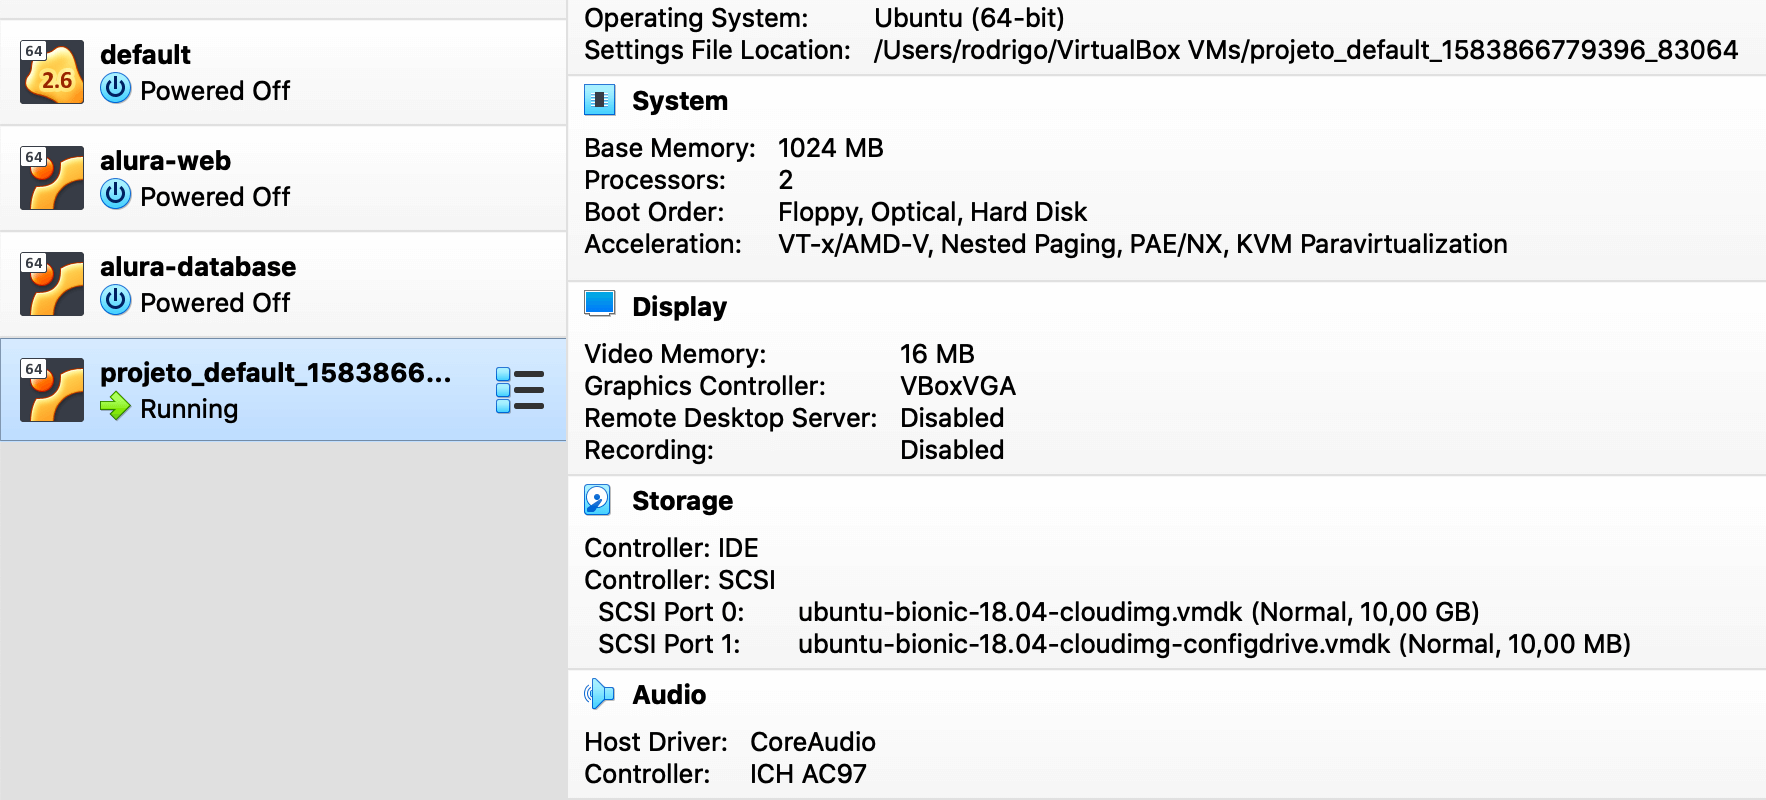 64
2.6
default
Powered Off
64
alura-web
Powered Off
64
alura-database
Powered Off
64
projeto_default_1583866...
Running
Operating System: Ubuntu (64-bit)
Settings File Location: /Users/rodrigo/VirtualBox VMs/projeto_default_1583866779396_83064
System
Base Memory: 1024 MB
Processors: 2
Boot Order: Floppy, Optical, Hard Disk
Acceleration: VT-x/AMD-V, Nested Paging, PAE/NX, KVM Paravirtualization
Display
Video Memory: 16 MB
Graphics Controller: VBoxVGA
Remote Desktop Server: Disabled
Recording: Disabled
Storage
Controller: IDE
Controller: SCSI
SCSI Port 0: ubuntu-bionic-18.04-cloudimg.vmdk (Normal, 10,00 GB)
SCSI Port 1: ubuntu-bionic-18.04-cloudimg-configdrive.vmdk (Normal, 10,00 MB)
Audio
Host Driver: CoreAudio
Controller: ICH AC97